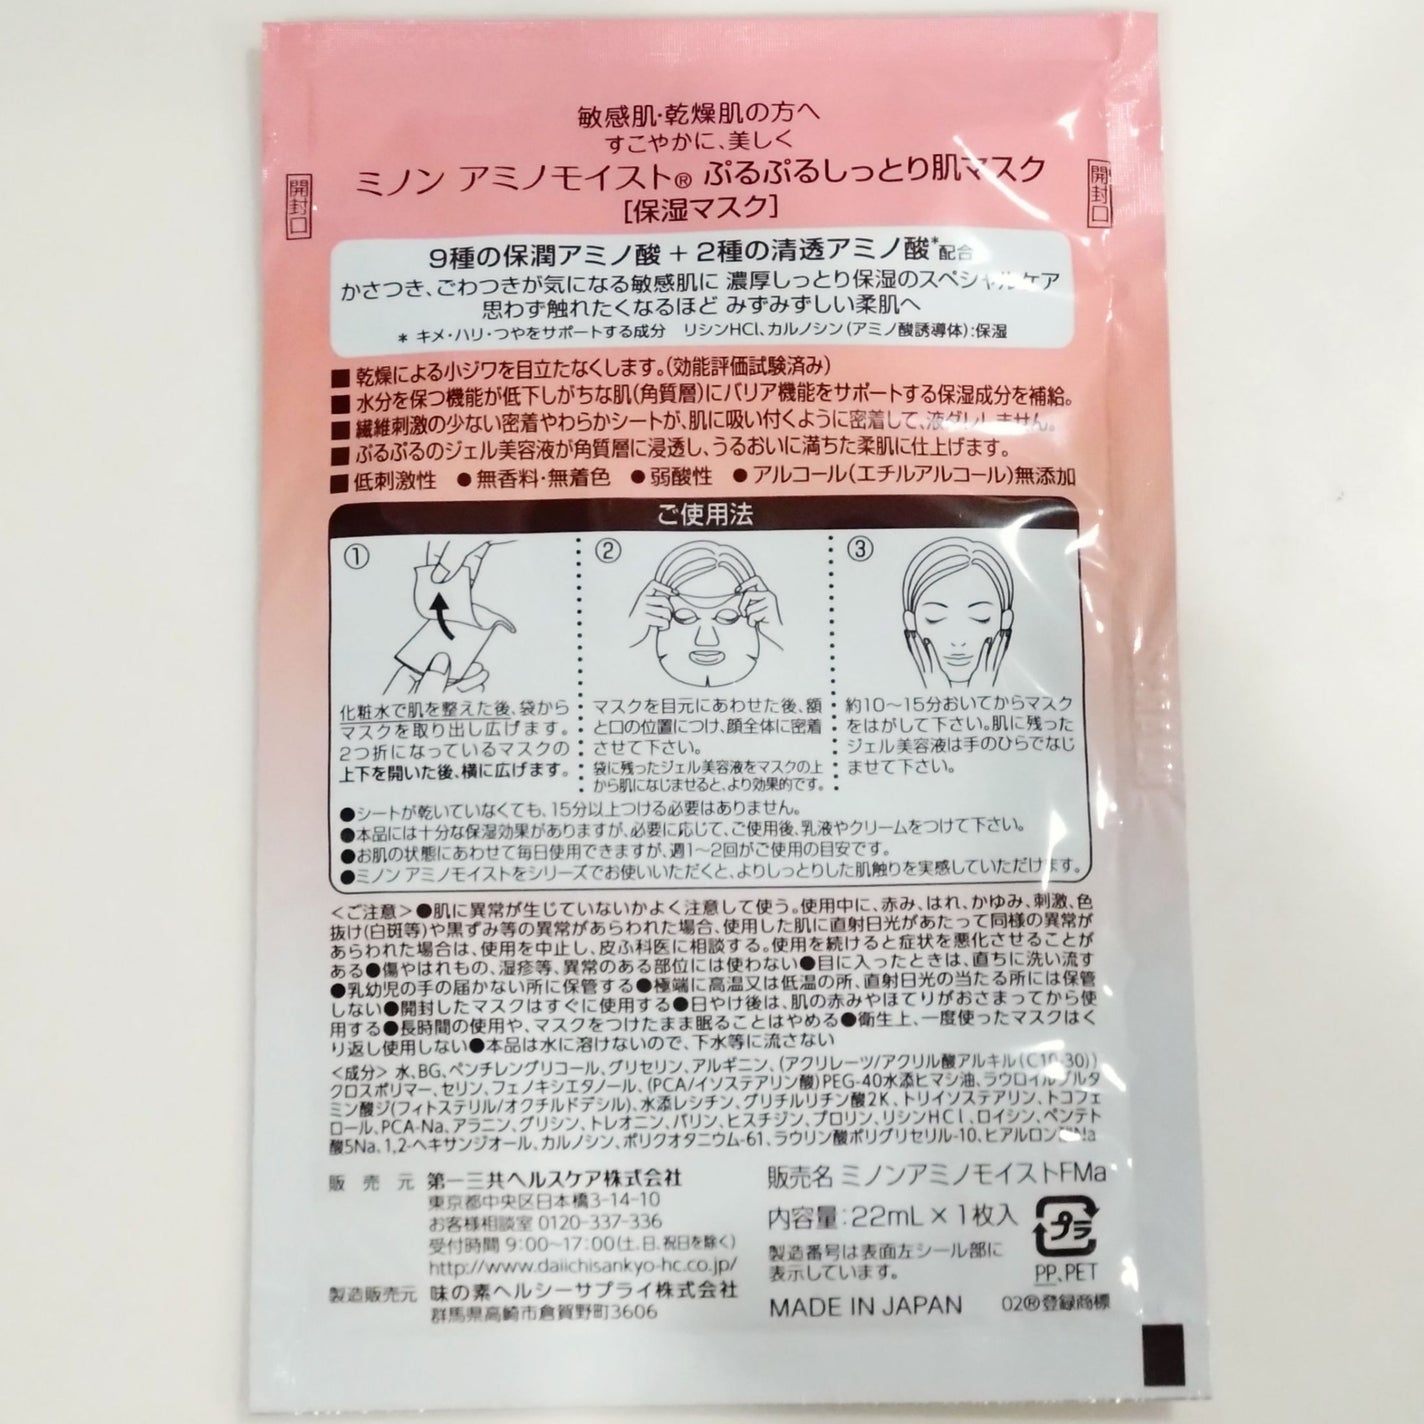 敏感肌・乾燥肌の方へ
すこやかに、美しく
ミノン アミノモイスト® ぷるぷるしっとり肌マスク
[保湿マスク]
開封口
開封口
9種の保潤アミノ酸 + 2種の清透アミノ酸*配合
かさつき、ごわつきが気になる敏感肌に 濃厚しっとり保湿のスペシャルケア
思わず触れたくなるほど みずみずしい柔肌へ
* キメ・ハリ・つやをサポートする成分 リシンHCl、カルノシン(アミノ酸誘導体):保湿
■ 乾燥による小ジワを目立たなくします。(効能評価試験済み)
■ 水分を保つ機能が低下しがちな肌(角質層)にバリア機能をサポートする保湿成分を補給。
■ 繊維刺激の少ない密着やわらかシートが、肌に吸い付くように密着して、液ダレしません。
■ ぷるぷるのジェル美容液が角質層に浸透し、うるおいに満ちた柔肌に仕上げます。
■ 低刺激性 ●無香料・無着色 ●弱酸性 ●アルコール(エチルアルコール)無添加
ご使用法
①
化粧水で肌を整えた後、袋から
マスクを取り出し広げます。
2つ折になっているマスクの
上下を開いた後、横に広げます。
②
マスクを目元にあわせた後、額
と口の位置につけ、顔全体に密着
させて下さい。
袋に残ったジェル美容液をマスクの上
から肌になじませると、より効果的です。
③
約10〜15分おいてからマスク
をはがして下さい。肌に残った
ジェル美容液は手のひらでなじ
ませて下さい。
●シートが乾いていなくても、15分以上つける必要はありません。
●本品には十分な保湿効果がありますが、必要に応じて、ご使用後、乳液やクリームをつけて下さい。
●お肌の状態にあわせて毎日使用できますが、週1〜2回がご使用の目安です。
●ミノン アミノモイストをシリーズでお使いいただくと、よりしっとりした肌触りを実感していただけます。
<ご注意>●肌に異常が生じていないかよく注意して使う。使用中に、赤み、はれ、かゆみ、刺激、色
抜け(白斑等)や黒ずみ等の異常があらわれた場合、使用した肌に直射日光があたって同様の異常が
あらわれた場合は、使用を中止し、皮ふ科医に相談する。使用を続けると症状を悪化させることが
ある●傷やはれもの、湿疹等、異常のある部位には使わない●目に入ったときは、直ちに洗い流す
●乳幼児の手の届かない所に保管する●極端に高温又は低温の所、直射日光の当たる所には保管
しない●開封したマスクはすぐに使用する●日やけ後は、肌の赤みやほてりがおさまってから使
用する●長時間の使用や、マスクをつけたまま眠ることはやめる●衛生上、一度使ったマスクはく
り返し使用しない●本品は水に溶けないので、下水等に流さない
<成分> 水、BG、ペンチレングリコール、グリセリン、アルギニン、(アクリレーツ/アクリル酸アルキル(C10-30))
クロスポリマー、セリン、フェノキシエタノール、(PCA/イソステアリン酸)PEG-40水添ヒマシ油、ラウロイルグルタ
ミン酸ジ(フィトステリル/オクチルドデシル)、水添レシチン、グリチルリチン酸2K、トリイソステアリン、トコフェ
ロール、PCA-Na、アラニン、グリシン、トレオニン、バリン、ヒスチジン、プロリン、リシンHCl、ロイシン、ペンテト
酸5Na、1,2-ヘキサンジオール、カルノシン、ポリクオタニウム-61、ラウリン酸ポリグリセリル-10、ヒアルロン酸Na
販売元 第一三共ヘルスケア株式会社
東京都中央区日本橋3-14-10
お客様相談室 0120-337-336
受付時間 9:00〜17:00(土、日、祝日を除く)
http://www.daiichisankyo-hc.co.jp/
製造販売元 味の素ヘルシーサプライ株式会社
群馬県高崎市倉賀野町3606
販売名 ミノンアミノモイストFMa
内容量:22mL×1枚入
製造番号は表面左シール部に
表示しています。
プラ
PP、PET
MADE IN JAPAN
02®登録商標